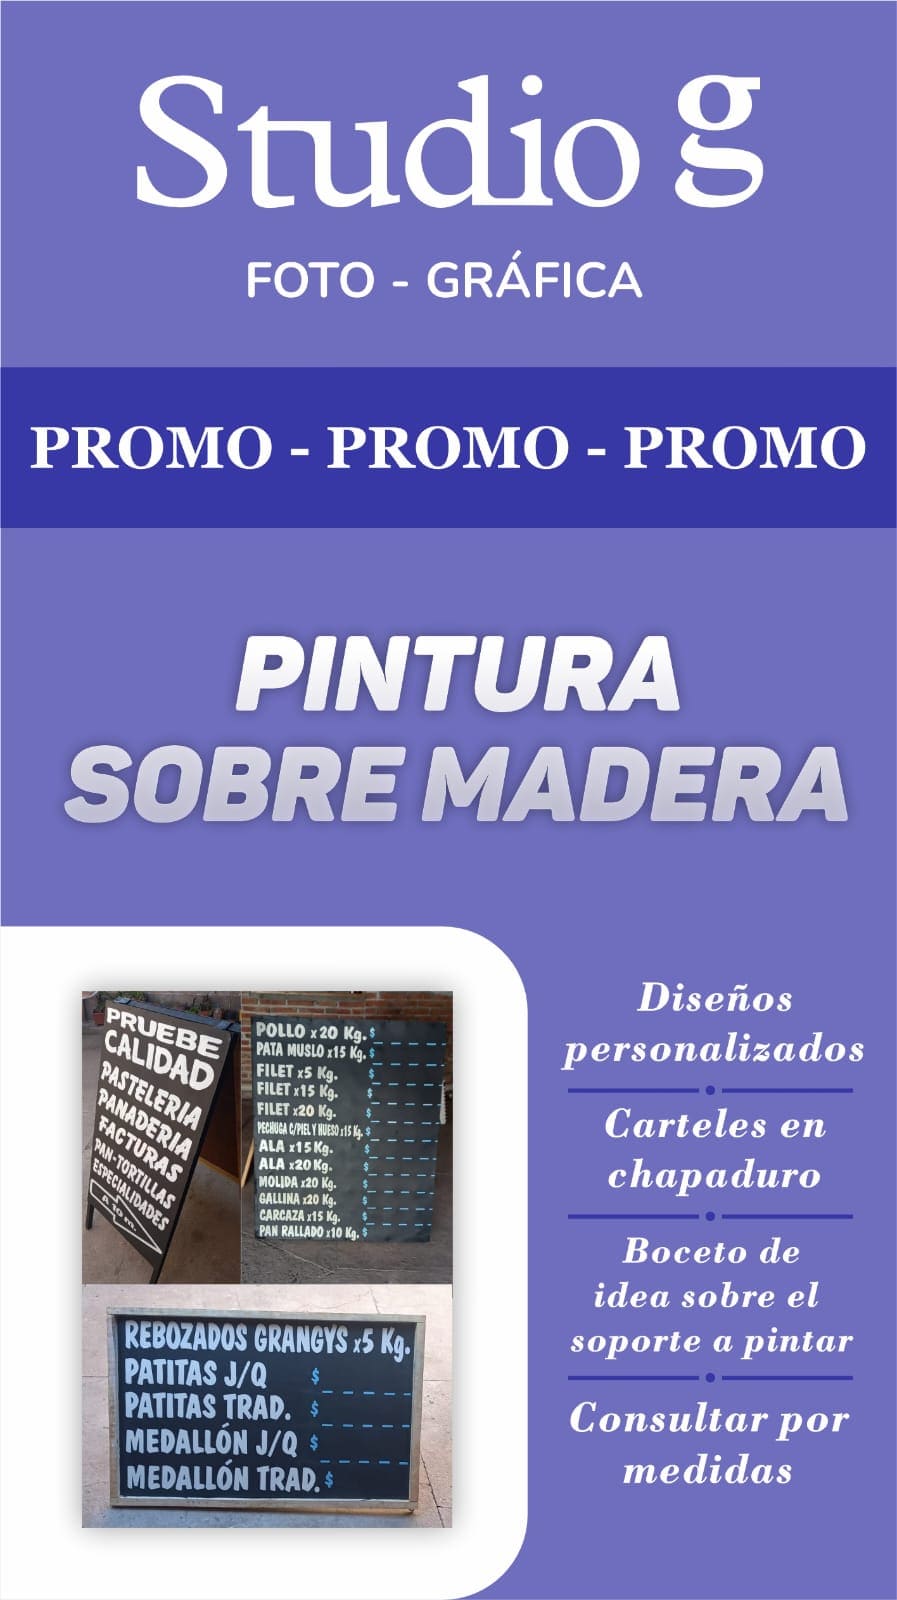 Studio g
FOTO - GRÁFICA
PROMO - PROMO - PROMO
PINTURA
SOBRE MADERA
PRUEBE
CALIDAD
PASTELERIA
PANADERIA
FACTURAS
PAN-TORTILLAS
ESPECIALIDADES
A 10 m.
POLLO x 20 Kg. $
PATA MUSLO x15 Kg. $
FILET x5 Kg. $
FILET x15 Kg. $
FILET x20 Kg. $
PECHUGA C/PIEL Y HUESO x15 Kg. $
ALA x15 Kg. $
ALA x20 Kg. $
MOLIDA x20 Kg. $
GALLINA x20 Kg. $
CARCAZA x15 Kg. $
PAN RALLADO x10 Kg. $
REBOZADOS GRANGYS x5 Kg.
PATITAS J/Q $
PATITAS TRAD. $
MEDALLÓN J/Q $
MEDALLÓN TRAD. $
Diseños
personalizados
Carteles en
chapaduro
Boceto de
idea sobre el
soporte a pintar
Consultar por
medidas